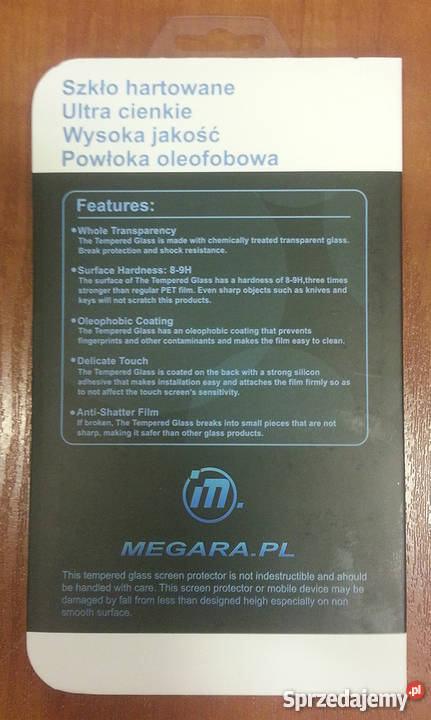 Szkło hartowane
Ultra cienkie
Wysoka jakość
Powłoka oleofobowa
Features:
•Whole Transparency
The Tempered Glass is made with chemically treated transparent glass.
Break protection and shock resistance.
•Surface Hardness: 8-9H
The surface of The Tempered Glass has a hardness of 8-9H,three times
stronger than regular PET film. Even sharp objects such as knives and
keys will not scratch this products.
•Oleophobic Coating
The Tempered Glass has an oleophobic coating that prevents
fingerprints and other contaminants and makes the film easy to clean.
•Delicate Touch
The Tempered Glass is coated on the back with a strong silicon
adhesive that makes installation easy and attaches the film firmly so as
to not affect the touch screen's sensitivity.
•Anti-Shatter Film
If broken, The Tempered Glass breaks into small pieces that are not
sharp, making it safer than other glass products.
m.
MEGARA.PL
This tempered glass screen protector is not indestructible and ahould
be handled with care. This screen protector or mobile device may be
damaged by fall from less than designed heigh especially on non
smooth surface.
Sprzedajemy.pl